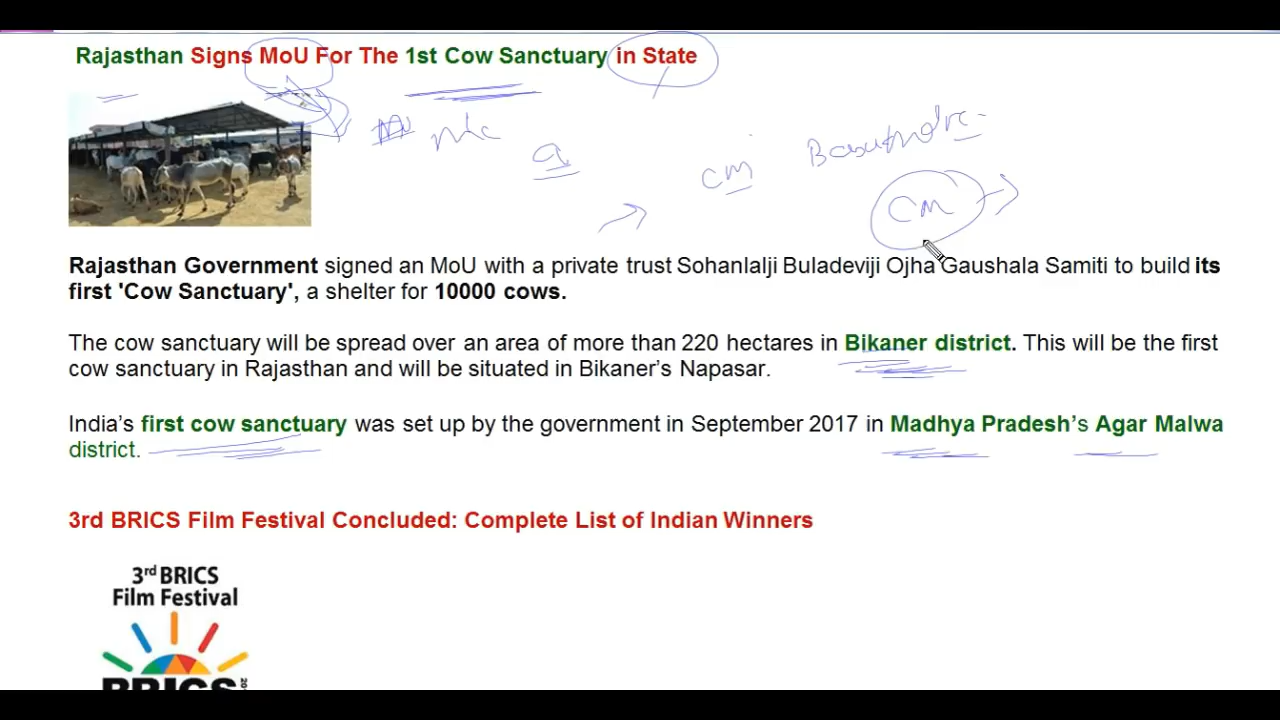 Rajasthan Signs MoU For The 1st Cow Sanctuary in State
a
cm
CM
Rajasthan Government signed an MoU with a private trust Sohanlalji Buladeviji Ojha Gaushala Samiti to build its
first 'Cow Sanctuary', a shelter for 10000 cows.
The cow sanctuary will be spread over an area of more than 220 hectares in Bikaner district. This will be the first
cow sanctuary in Rajasthan and will be situated in Bikaner’s Napasar.
India’s first cow sanctuary was set up by the government in September 2017 in Madhya Pradesh’s Agar Malwa
district.
3rd BRICS Film Festival Concluded: Complete List of Indian Winners
3rd BRICS
Film Festival
BRICS